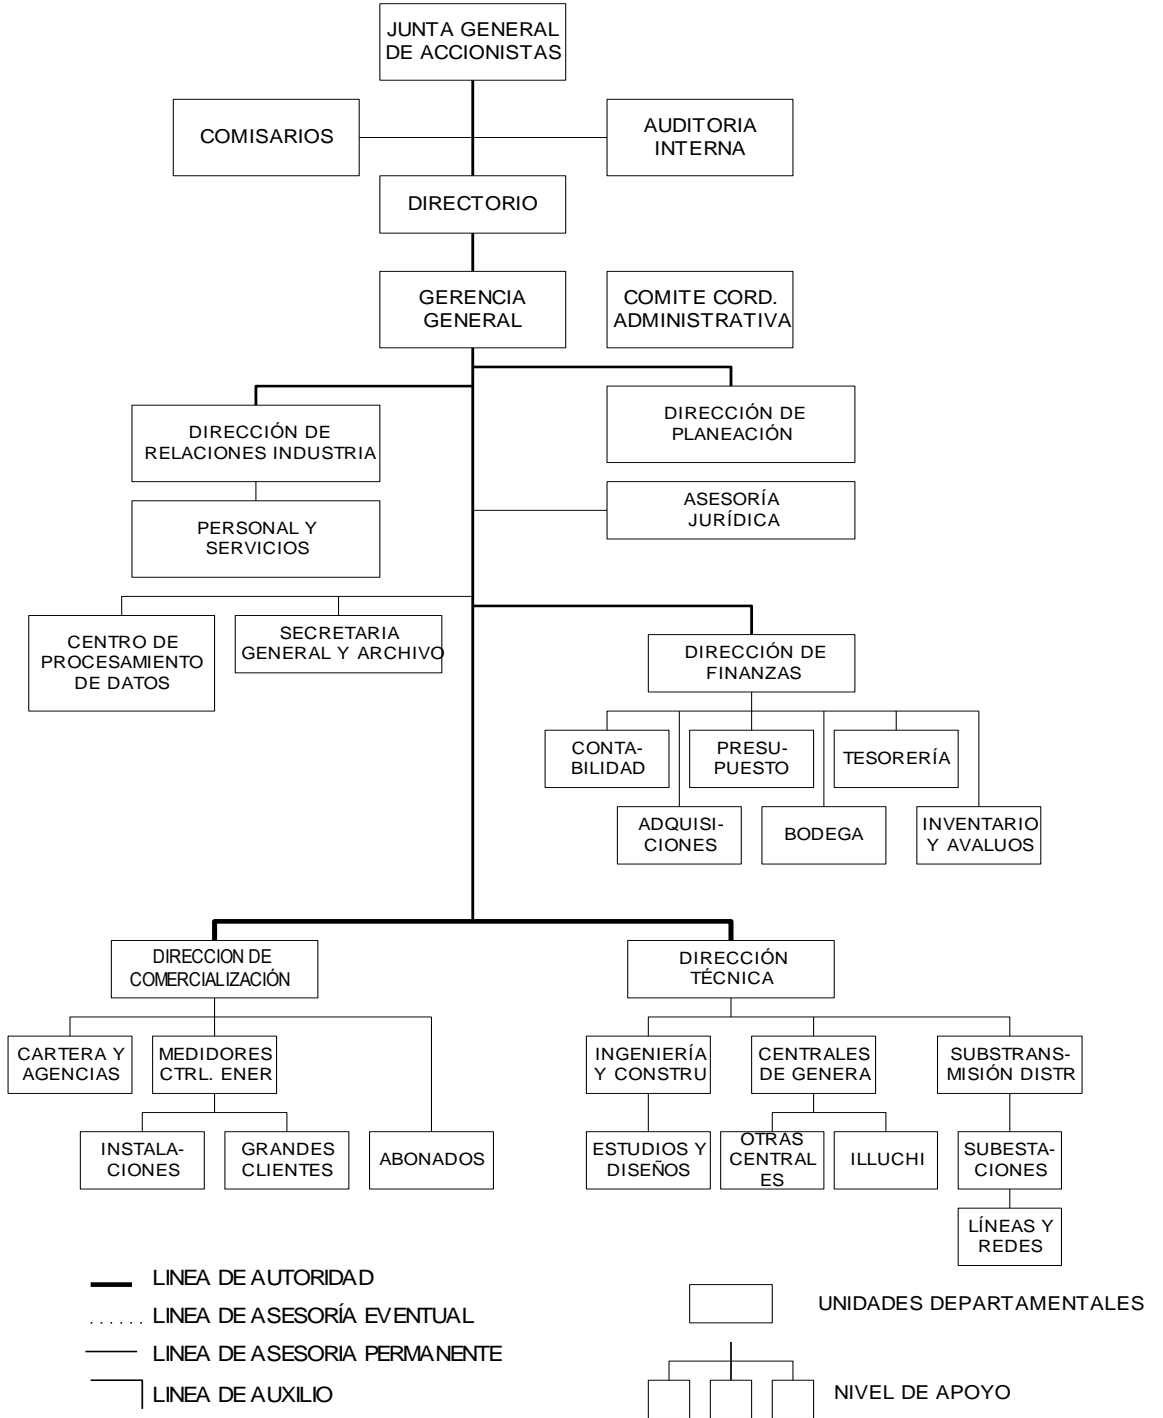 JUNTA GENERAL
DE ACCIONISTAS
COMISARIOS
AUDITORIA
INTERNA
DIRECTORIO
GERENCIA
GENERAL
COMITE CORD.
ADMINISTRATIVA
DIRECCIÓN DE
RELACIONES INDUSTRIA
DIRECCIÓN DE
PLANEACIÓN
PERSONAL Y
SERVICIOS
ASESORÍA
JURÍDICA
CENTRO DE
PROCESAMIENTO
DE DATOS
SECRETARIA
GENERAL Y ARCHIVO
DIRECCIÓN DE
FINANZAS
CONTA-
BILIDAD
PRESU-
PUESTO
TESORERÍA
ADQUISI-
CIONES
BODEGA
INVENTARIO
Y AVALUOS
DIRECCION DE
COMERCIALIZACIÓN
DIRECCIÓN
TÉCNICA
CARTERA Y
AGENCIAS
MEDIDORES
CTRL. ENER
INGENIERÍA
Y CONSTRU
CENTRALES
DE GENERA
SUBSTRANS-
MISIÓN DISTR
INSTALA-
CIONES
GRANDES
CLIENTES
ABONADOS
ESTUDIOS Y
DISEÑOS
OTRAS
CENTRAL
ES
ILLUCHI
SUBESTA-
CIONES
LÍNEAS Y
REDES
LINEA DE AUTORIDAD
LINEA DE ASESORÍA EVENTUAL
LINEA DE ASESORIA PERMANENTE
LINEA DE AUXILIO
UNIDADES DEPARTAMENTALES
NIVEL DE APOYO